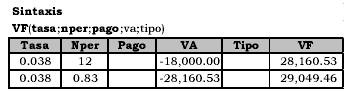 Sintaxis
VF(tasa;nper;pago;va;tipo)
Tasa Nper Pago VA Tipo VF
0.038 12 -18,000.00 28,160.53
0.038 0.83 -28,160.53 29,049.46